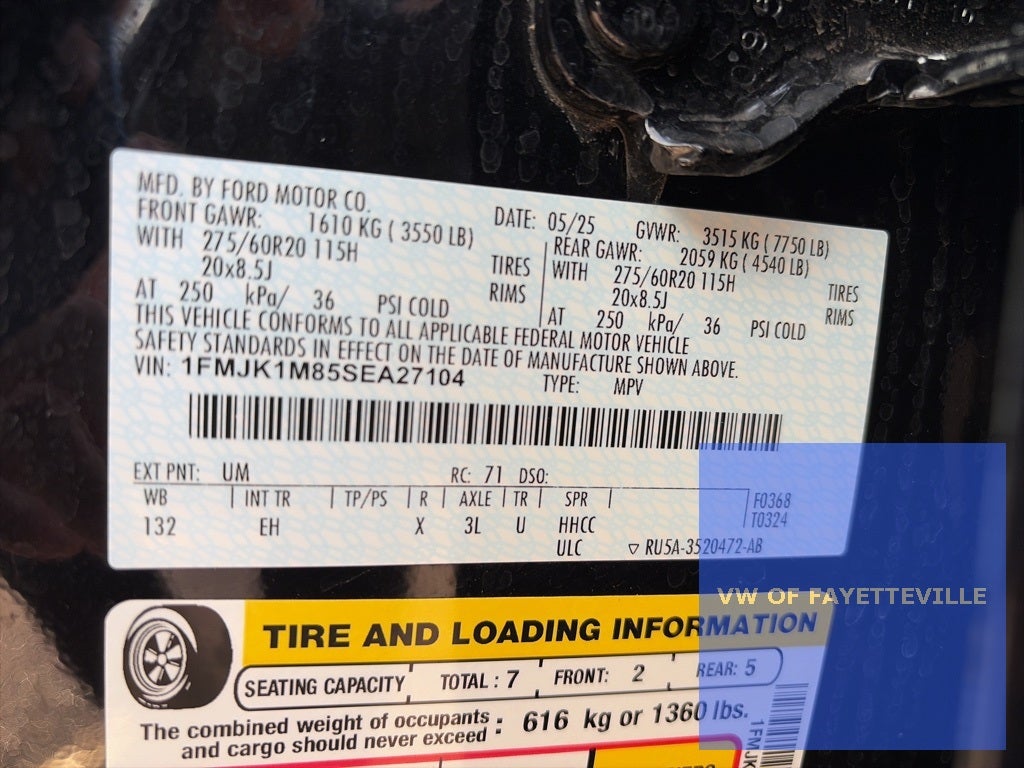 MFD. BY FORD MOTOR CO.
DATE: 05/25 GVWR: 3515 KG ( 7750 LB)
FRONT GAWR: 1610 KG ( 3550 LB)
WITH 275/60R20 115H TIRES
20x8.5J RIMS
AT 250 kPa/ 36 PSI COLD
REAR GAWR: 2059 KG ( 4540 LB)
WITH 275/60R20 115H TIRES
20x8.5J RIMS
AT 250 kPa/ 36 PSI COLD
THIS VEHICLE CONFORMS TO ALL APPLICABLE FEDERAL MOTOR VEHICLE
SAFETY STANDARDS IN EFFECT ON THE DATE OF MANUFACTURE SHOWN ABOVE.
VIN: 1FMJK1M85SEA27104 TYPE: MPV
EXT PNT: UM RC: 71 DSO:
WB INT TR TP/PS R AXLE TR SPR F0368
132 EH X 3L U HHCC T0324
ULC ▽ RU5A-3520472-AB
VW OF FAYETTEVILLE
TIRE AND LOADING INFORMATION
SEATING CAPACITY TOTAL : 7 FRONT: 2 REAR: 5
The combined weight of occupants
and cargo should never exceed : 616 kg or 1360 lbs.
1FMJK